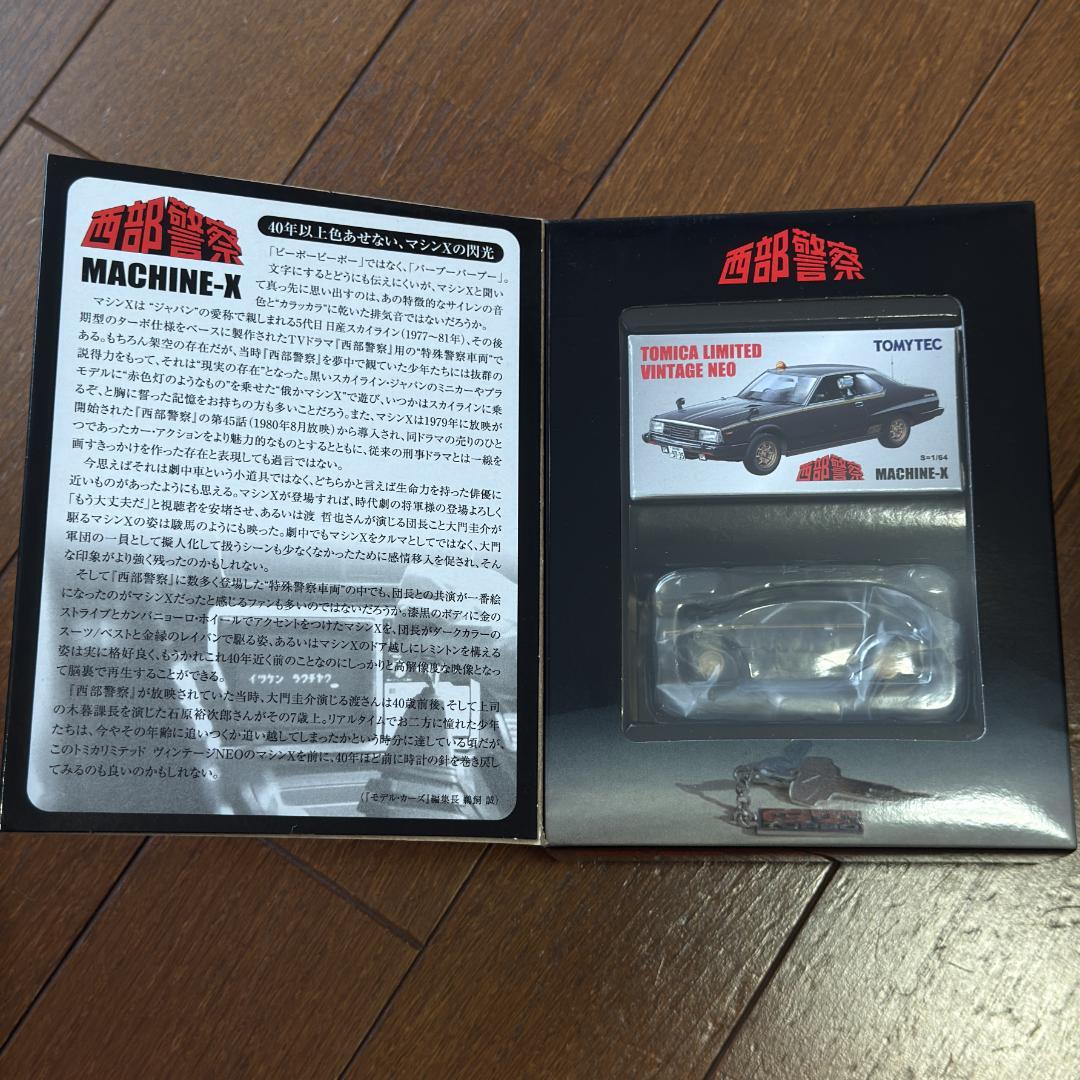 西部警察
MACHINE-X
40年以上色あせない、マシンXの閃光
「ピーポーピーポー」ではなく、「パープーパープー」。
文字にするとどうにも伝えにくいが、マシンXと聞い
て真っ先に思い出すのは、あの特徴的なサイレンの音
色と“カラッカラ”に乾いた排気音ではないだろうか。
マシンXは“ジャパン”の愛称で親しまれる5代目 日産スカイライン(1977〜81年)、その後
期型のターボ仕様をベースに製作されたTVドラマ『西部警察』用の“特殊警察車両”で
ある。もちろん架空の存在だが、当時『西部警察』を夢中で観ていた少年たちには抜群の
説得力をもって、それは“現実の存在”となった。黒いスカイライン・ジャパンのミニカーやプラ
モデルに“赤色灯のようなもの”を乗せた“俄かマシンX”で遊び、いつかはスカイラインに乗
るぞ、と胸に誓った記憶をお持ちの方も多いことだろう。また、マシンXは1979年に放映が
開始された『西部警察』の第45話(1980年8月放映)から導入され、同ドラマの売りのひと
つであったカー・アクションをより魅力的なものとするとともに、従来の刑事ドラマとは一線を
画すきっかけを作った存在と表現しても過言ではない。
今思えばそれは劇中車という小道具ではなく、どちらかと言えば生命力を持った俳優に
近いものがあったようにも思える。マシンXが登場すれば、時代劇の将軍様の登場よろしく
「もう大丈夫だ」と視聴者を安堵させ、あるいは渡 哲也さんが演じる団長こと大門圭介が
駆るマシンXの姿は駿馬のようにも映った。劇中でもマシンXをクルマとしてではなく、大門
軍団の一員として擬人化して扱うシーンも少なくなかったために感情移入を促され、そん
な印象がより強く残ったのかもしれない。
そして『西部警察』に数多く登場した“特殊警察車両”の中でも、団長との共演が一番絵
になったのがマシンXだったと感じるファンも多いのではないだろうか。漆黒のボディに金の
ストライプとカンパニョーロ・ホイールでアクセントをつけたマシンXを、団長がダークカラーの
スーツ/ベストと金縁のレイバンで駆る姿、あるいはマシンXのドア越しにレミントンを構える
姿は実に格好良く、もうかれこれ40年近く前のことなのにしっかりと高解像度な映像となっ
て脳裏で再生することができる。
『西部警察』が放映されていた当時、大門圭介演じる渡さんは40歳前後、そして上司
の木暮課長を演じた石原裕次郎さんがその7歳上。リアルタイムでお二方に憧れた少年
たちは、今やその年齢に追いつくか追い越してしまったかという時分に達している頃だが、
このトミカリミテッド ヴィンテージNEOのマシンXを前に、40年ほど前に時計の針を巻き戻し
てみるのも良いのかもしれない。
(『モデル・カーズ』編集長 鵜飼 誠)
イツケン ラクチヤク
西部警察
TOMICA LIMITED
VINTAGE NEO
TOMYTEC
S=1/64
西部警察
MACHINE-X